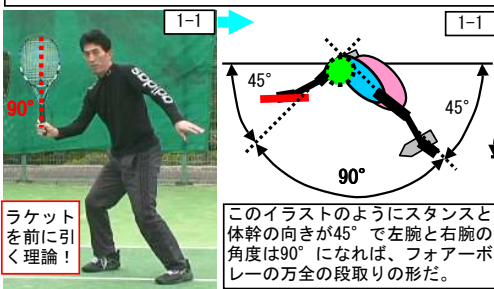 1-1
90°
ラケット
を前に引
く理論！
adidas
1-1
45°
45°
90°
このイラストのようにスタンスと
体幹の向きが45°で左腕と右腕の
角度は90°になれば、フォアーボ
レーの万全の段取りの形だ。